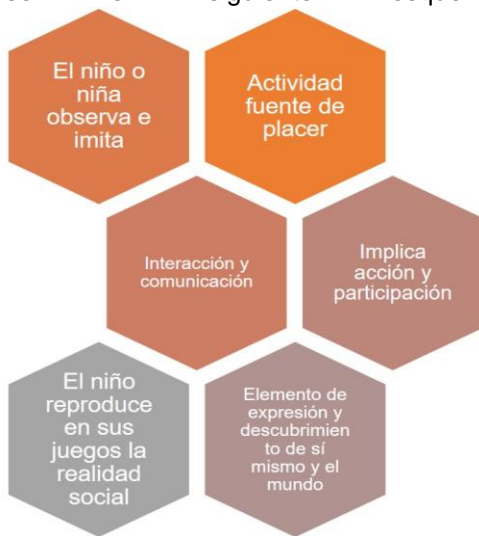 siguiente
El niño o
niña
observa e
imita
Actividad
fuente de
placer
Interacción y
comunicación
Implica
acción y
participación
El niño
reproduce
en sus
juegos la
realidad
social
Elemento de
expresión y
descubrimien
to de sí
mismo y el
mundo